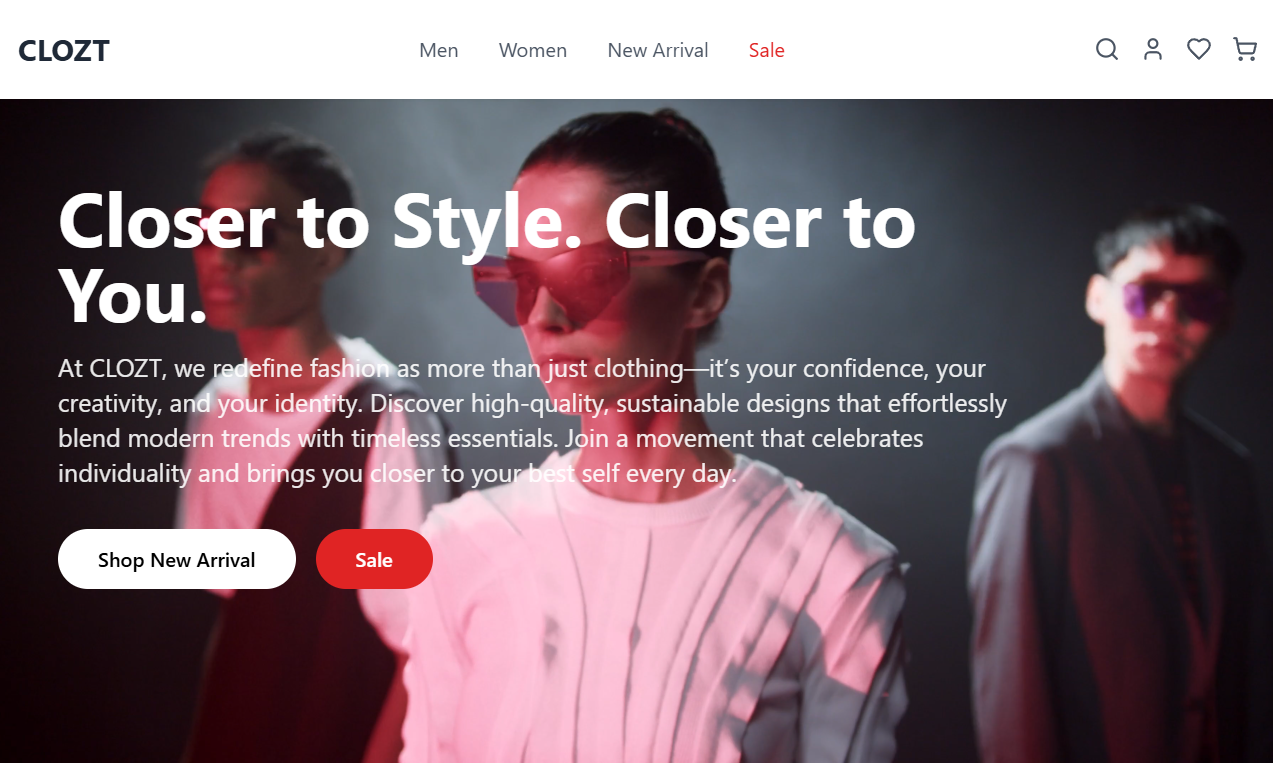 CLOZT
Men
Women
New Arrival
Sale
Closer to Style. Closer to
You.
At CLOZT, we redefine fashion as more than just clothing—it’s your confidence, your
creativity, and your identity. Discover high-quality, sustainable designs that effortlessly
blend modern trends with timeless essentials. Join a movement that celebrates
individuality and brings you closer to your best self every day.
Shop New Arrival
Sale